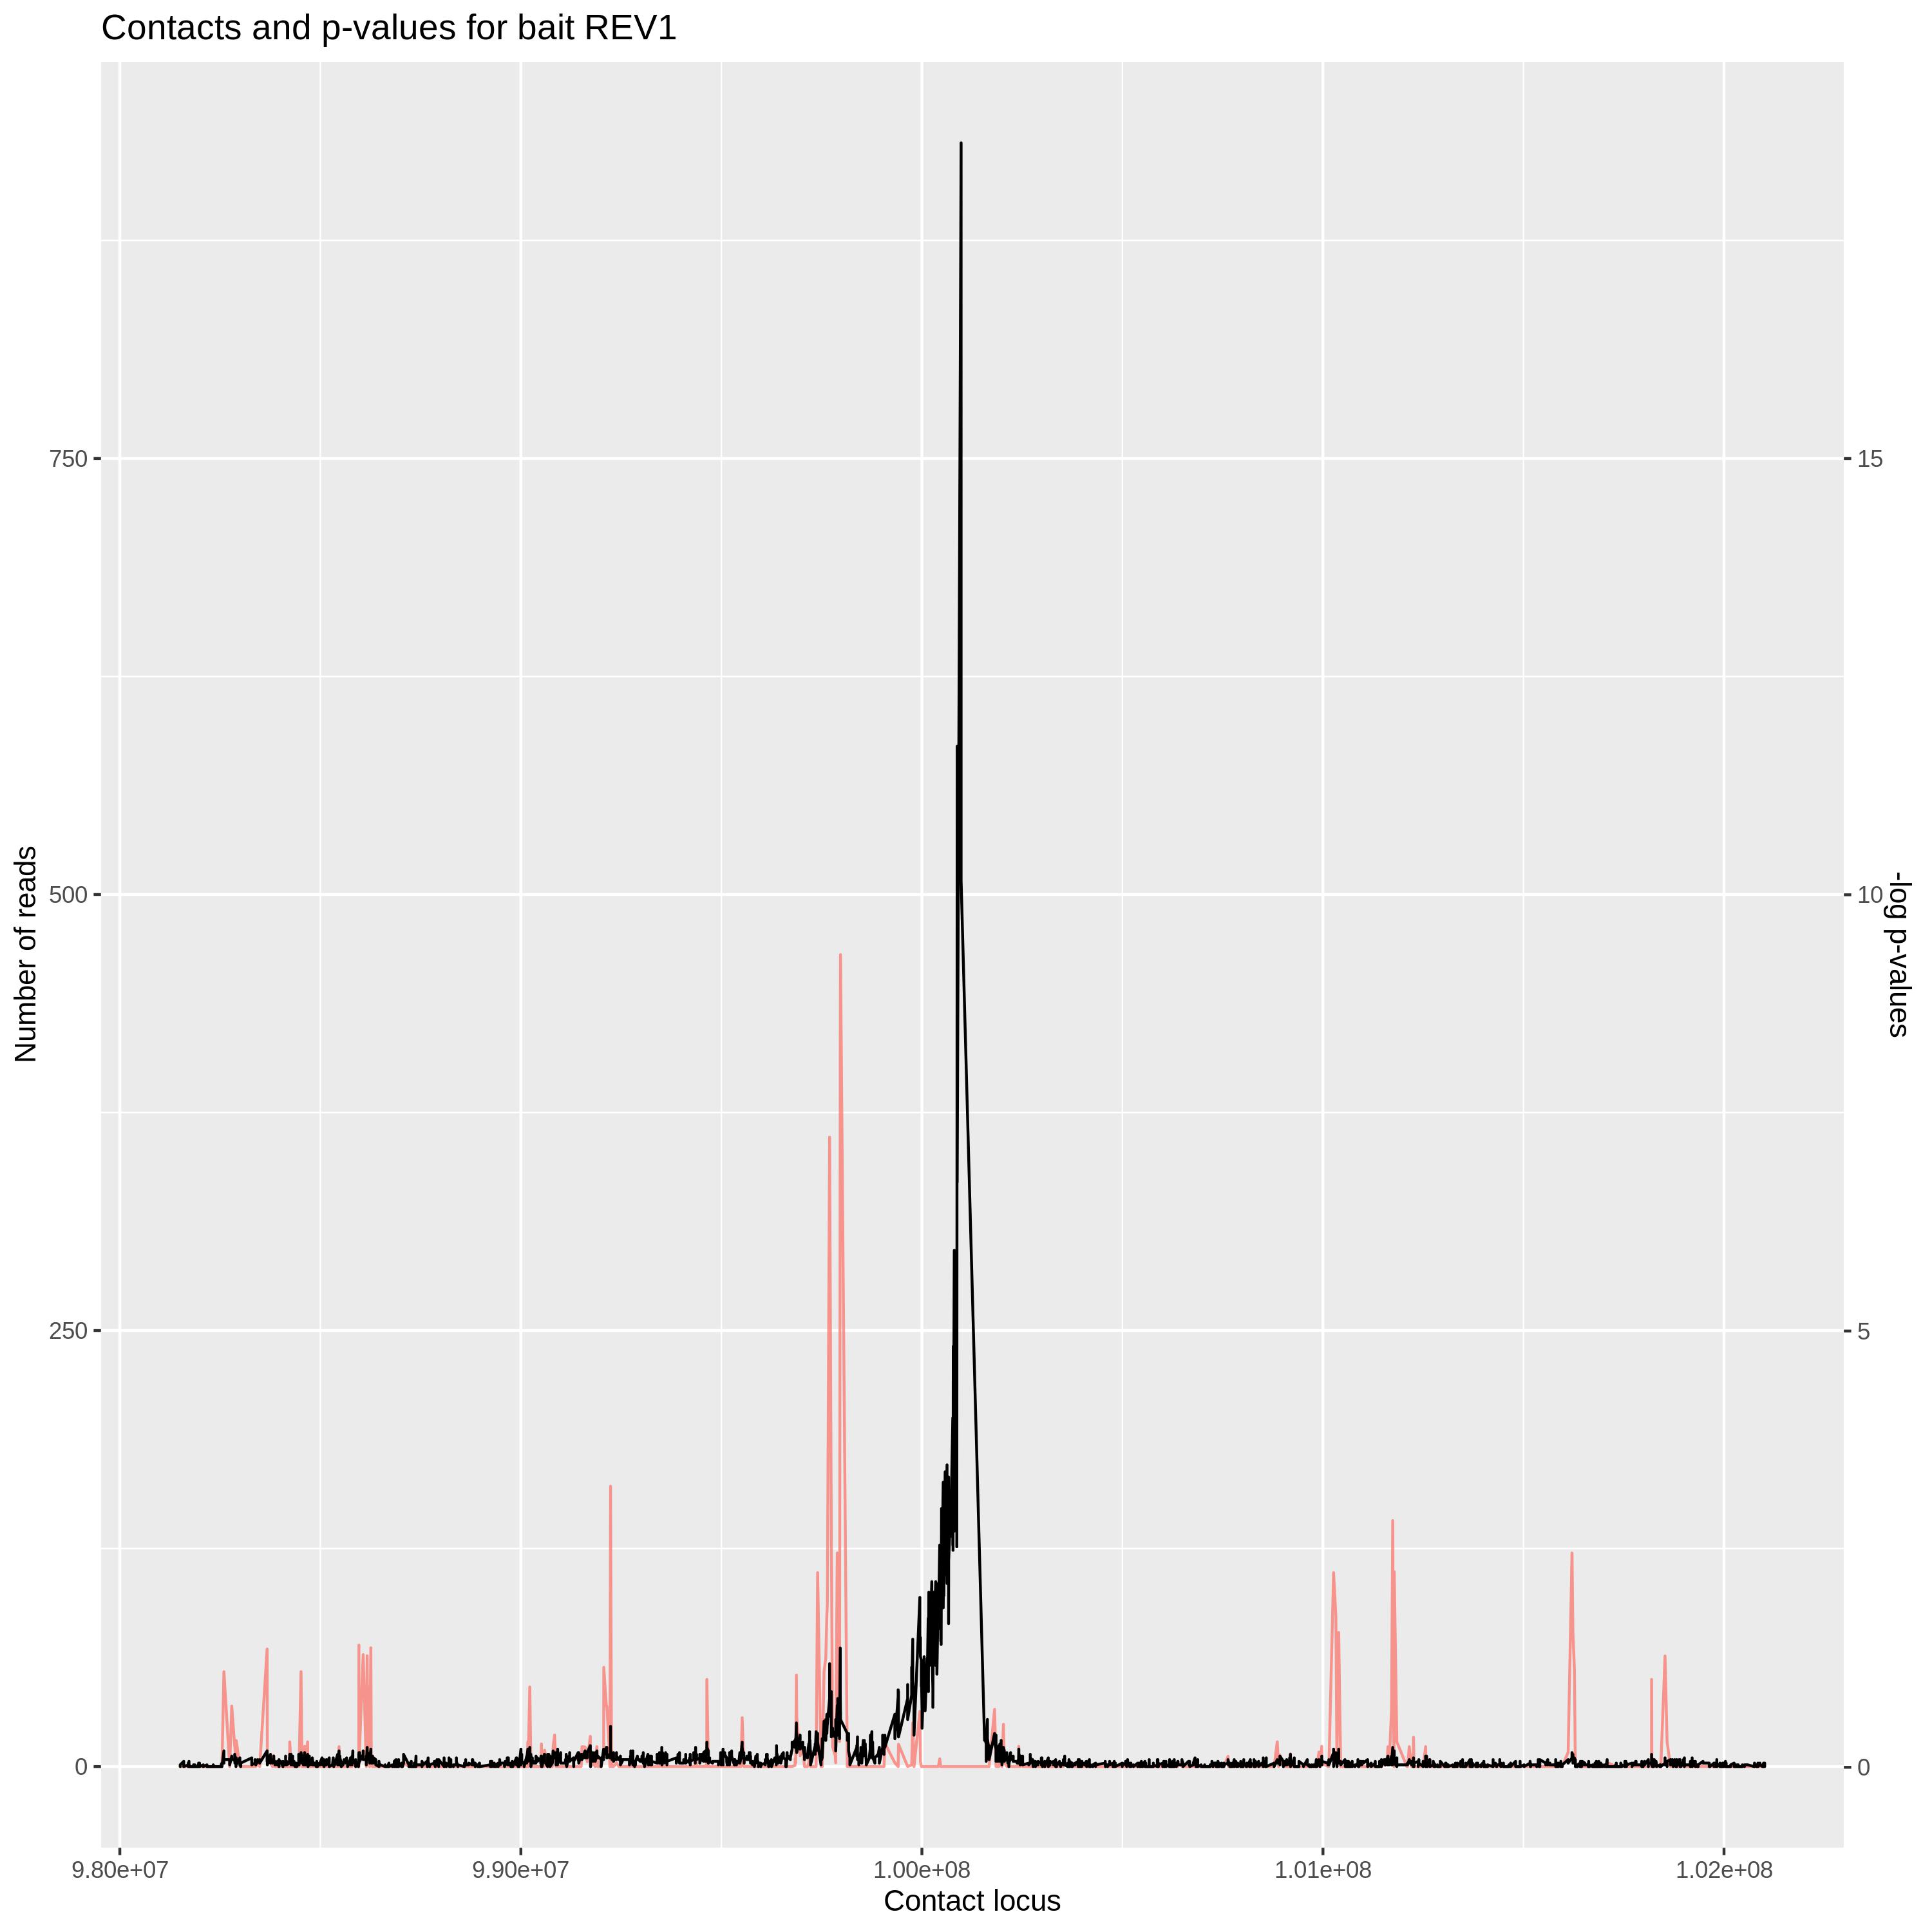 Contacts and p-values for bait REV1
Number of reads
750
500
250
0
15
10
5
0
-log p-values
9.80e+07
9.90e+07
1.00e+08
1.01e+08
1.02e+08
Contact locus